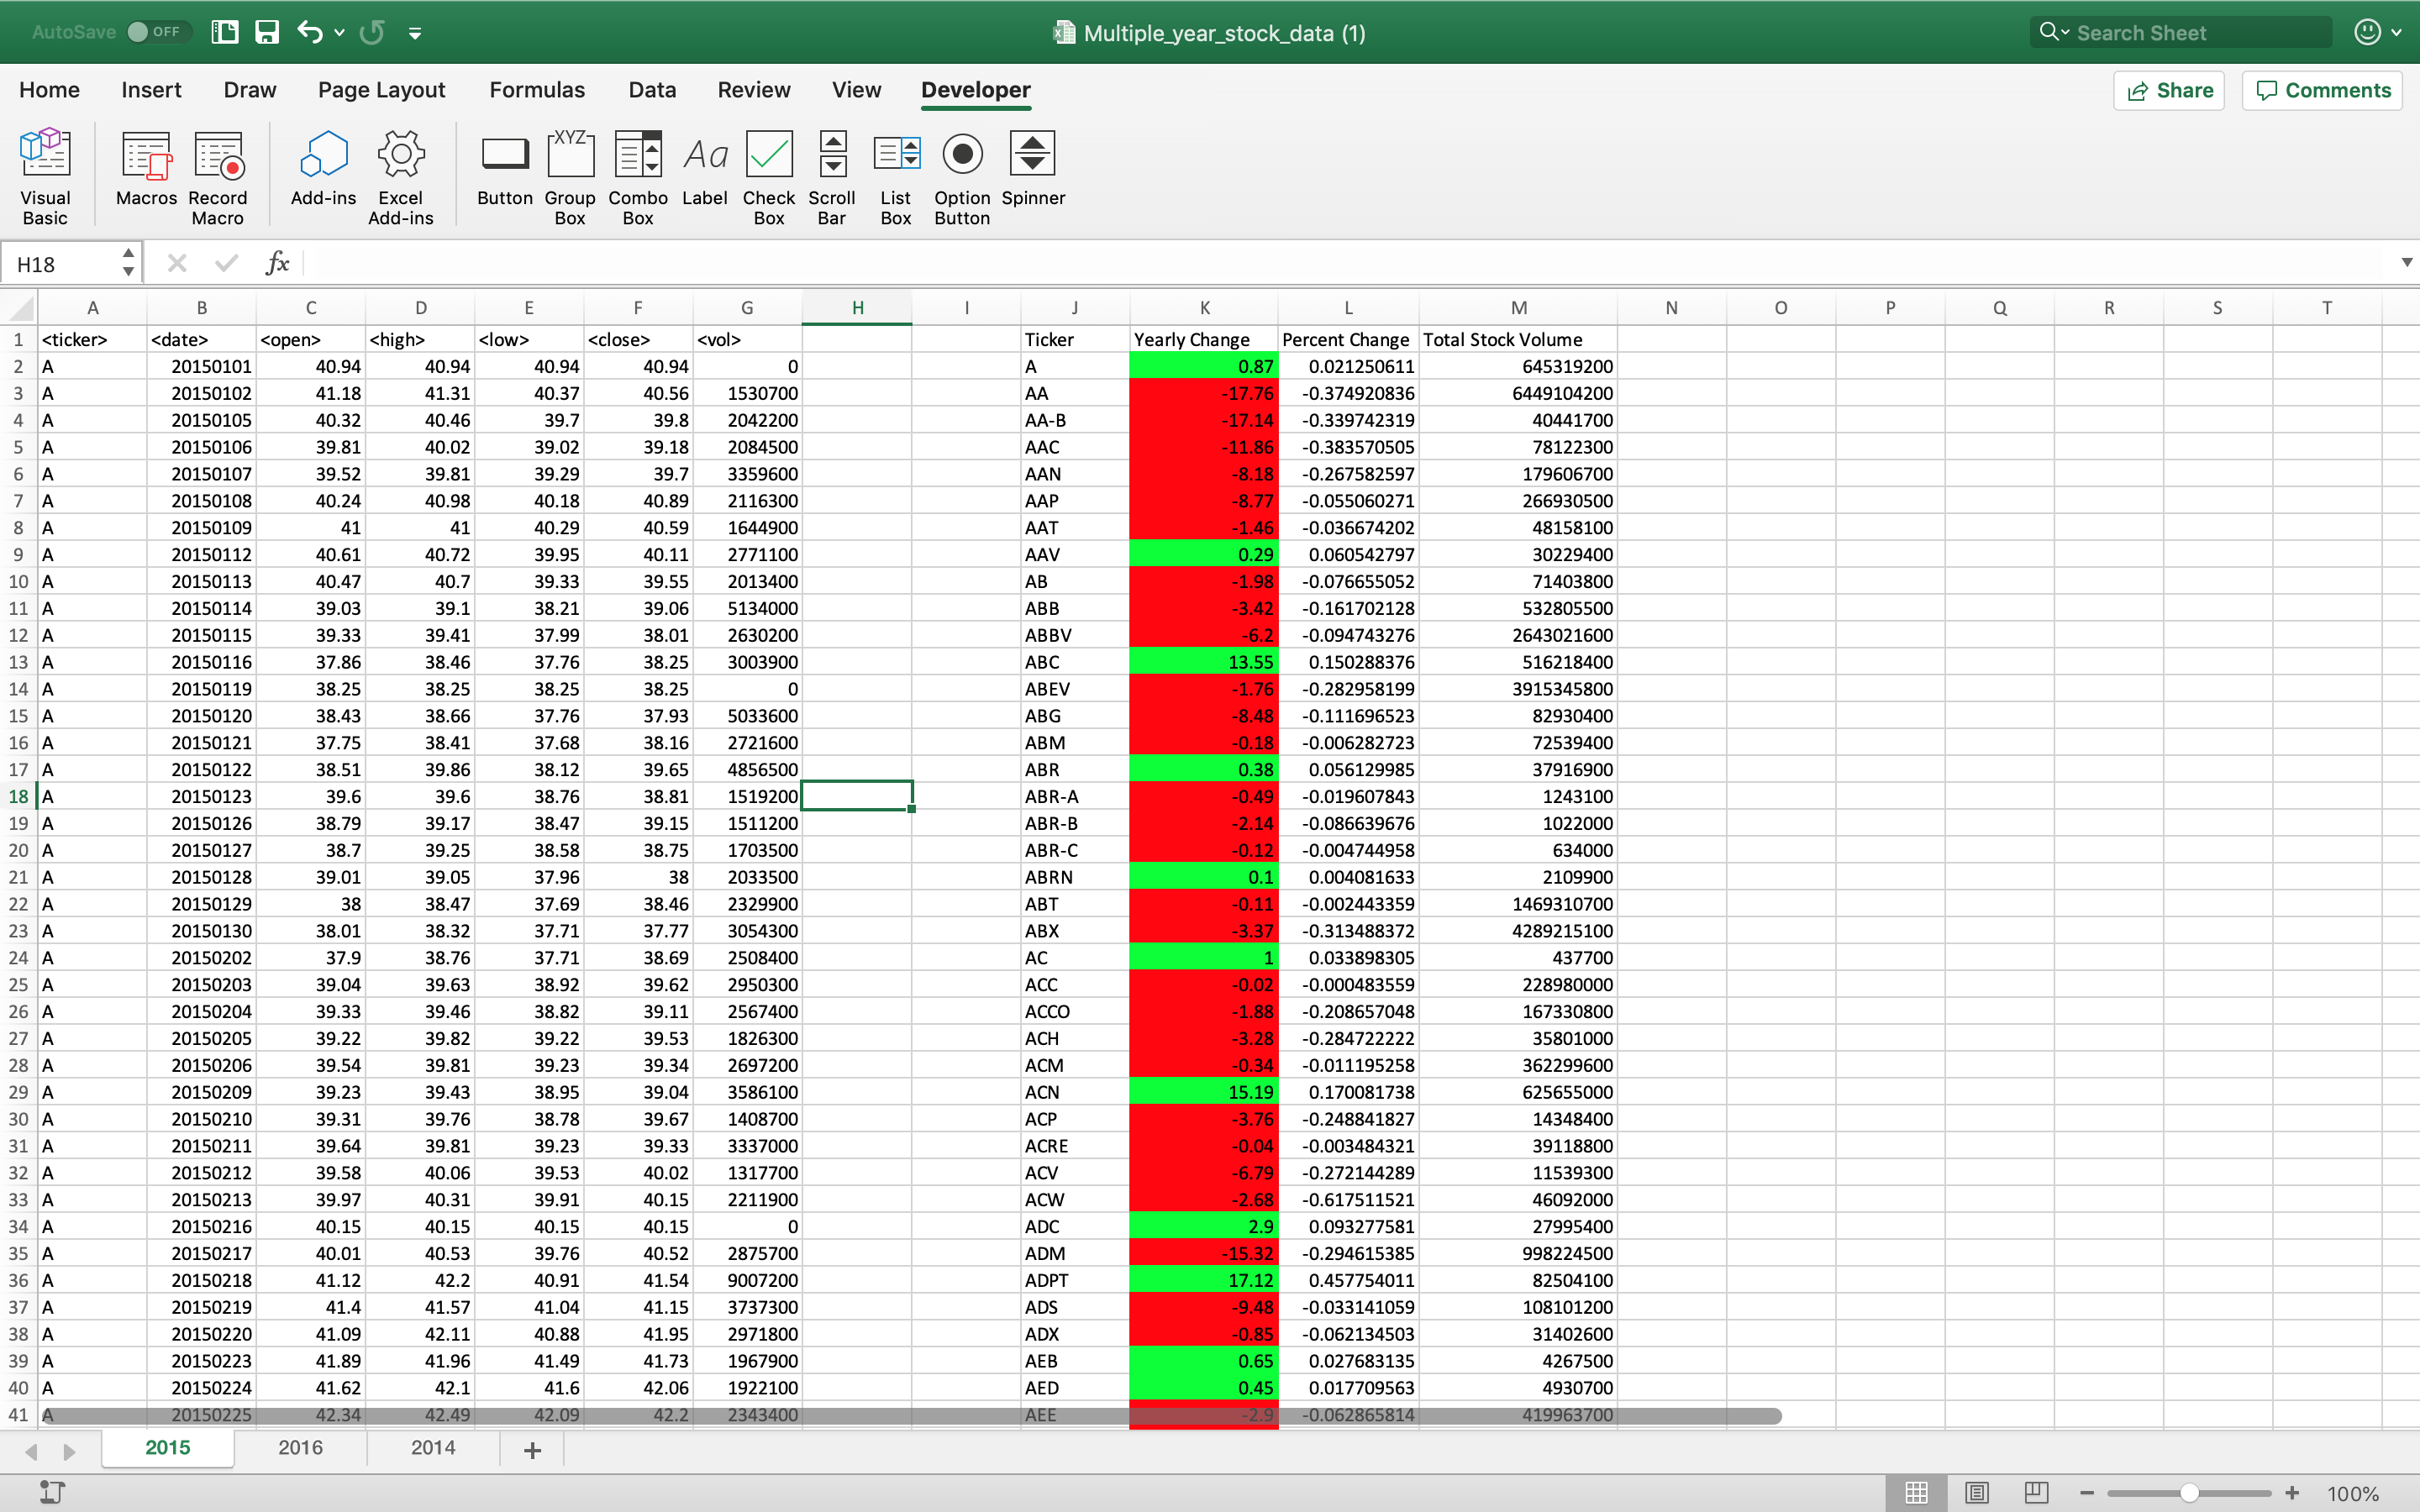 AutoSave OFF Multiple_year_stock_data (1) Search Sheet
Home Insert Draw Page Layout Formulas Data Review View Developer Share Comments
Visual Basic Macros Record Macro Add-ins Excel Add-ins Button XYZ Group Box Combo Box Aa Label Check Box Scroll Bar List Box Option Button Spinner
H18 fx
A B C D E F G H I J K L M N O P Q R S T
1 <ticker> <date> <open> <high> <low> <close> <vol> Ticker Yearly Change Percent Change Total Stock Volume
2 A 20150101 40.94 40.94 40.94 40.94 0 A 0.87 0.021250611 645319200
3 A 20150102 41.18 41.31 40.37 40.56 1530700 AA -17.76 -0.374920836 6449104200
4 A 20150105 40.32 40.46 39.7 39.8 2042200 AA-B -17.14 -0.339742319 40441700
5 A 20150106 39.81 40.02 39.02 39.18 2084500 AAC -11.86 -0.383570505 78122300
6 A 20150107 39.52 39.81 39.29 39.7 3359600 AAN -8.18 -0.267582597 179606700
7 A 20150108 40.24 40.98 40.18 40.89 2116300 AAP -8.77 -0.055060271 266930500
8 A 20150109 41 41 40.29 40.59 1644900 AAT -1.46 -0.036674202 48158100
9 A 20150112 40.61 40.72 39.95 40.11 2771100 AAV 0.29 0.060542797 30229400
10 A 20150113 40.47 40.7 39.33 39.55 2013400 AB -1.98 -0.076655052 71403800
11 A 20150114 39.03 39.1 38.21 39.06 5134000 ABB -3.42 -0.161702128 532805500
12 A 20150115 39.33 39.41 37.99 38.01 2630200 ABBV -6.2 -0.094743276 2643021600
13 A 20150116 37.86 38.46 37.76 38.25 3003900 ABC 13.55 0.150288376 516218400
14 A 20150119 38.25 38.25 38.25 38.25 0 ABEV -1.76 -0.282958199 3915345800
15 A 20150120 38.43 38.66 37.76 37.93 5033600 ABG -8.48 -0.111696523 82930400
16 A 20150121 37.75 38.41 37.68 38.16 2721600 ABM -0.18 -0.006282723 72539400
17 A 20150122 38.51 39.86 38.12 39.65 4856500 ABR 0.38 0.056129985 37916900
18 A 20150123 39.6 39.6 38.76 38.81 1519200 ABR-A -0.49 -0.019607843 1243100
19 A 20150126 38.79 39.17 38.47 39.15 1511200 ABR-B -2.14 -0.086639676 1022000
20 A 20150127 38.7 39.25 38.58 38.75 1703500 ABR-C -0.12 -0.004744958 634000
21 A 20150128 39.01 39.05 37.96 38 2033500 ABRN 0.1 0.004081633 2109900
22 A 20150129 38 38.47 37.69 38.46 2329900 ABT -0.11 -0.002443359 1469310700
23 A 20150130 38.01 38.32 37.71 37.77 3054300 ABX -3.37 -0.313488372 4289215100
24 A 20150202 37.9 38.76 37.71 38.69 2508400 AC 1 0.033898305 437700
25 A 20150203 39.04 39.63 38.92 39.62 2950300 ACC -0.02 -0.000483559 228980000
26 A 20150204 39.33 39.46 38.82 39.11 2567400 ACCO -1.88 -0.208657048 167330800
27 A 20150205 39.22 39.82 39.22 39.53 1826300 ACH -3.28 -0.284722222 35801000
28 A 20150206 39.54 39.81 39.23 39.34 2697200 ACM -0.34 -0.011195258 362299600
29 A 20150209 39.23 39.43 38.95 39.04 3586100 ACN 15.19 0.170081738 625655000
30 A 20150210 39.31 39.76 38.78 39.67 1408700 ACP -3.76 -0.248841827 14348400
31 A 20150211 39.64 39.81 39.23 39.33 3337000 ACRE -0.04 -0.003484321 39118800
32 A 20150212 39.58 40.06 39.53 40.02 1317700 ACV -6.79 -0.272144289 11539300
33 A 20150213 39.97 40.31 39.91 40.15 2211900 ACW -2.68 -0.617511521 46092000
34 A 20150216 40.15 40.15 40.15 40.15 0 ADC 2.9 0.093277581 27995400
35 A 20150217 40.01 40.53 39.76 40.52 2875700 ADM -15.32 -0.294615385 998224500
36 A 20150218 41.12 42.2 40.91 41.54 9007200 ADPT 17.12 0.457754011 82504100
37 A 20150219 41.4 41.57 41.04 41.15 3737300 ADS -9.48 -0.033141059 108101200
38 A 20150220 41.09 42.11 40.88 41.95 2971800 ADX -0.85 -0.062134503 31402600
39 A 20150223 41.89 41.96 41.49 41.73 1967900 AEB 0.65 0.027683135 4267500
40 A 20150224 41.62 42.1 41.6 42.06 1922100 AED 0.45 0.017709563 4930700
41 A 20150225 42.34 42.49 42.09 42.2 2343400 AEE -2.9 -0.062865814 419963700
2015 2016 2014
100%